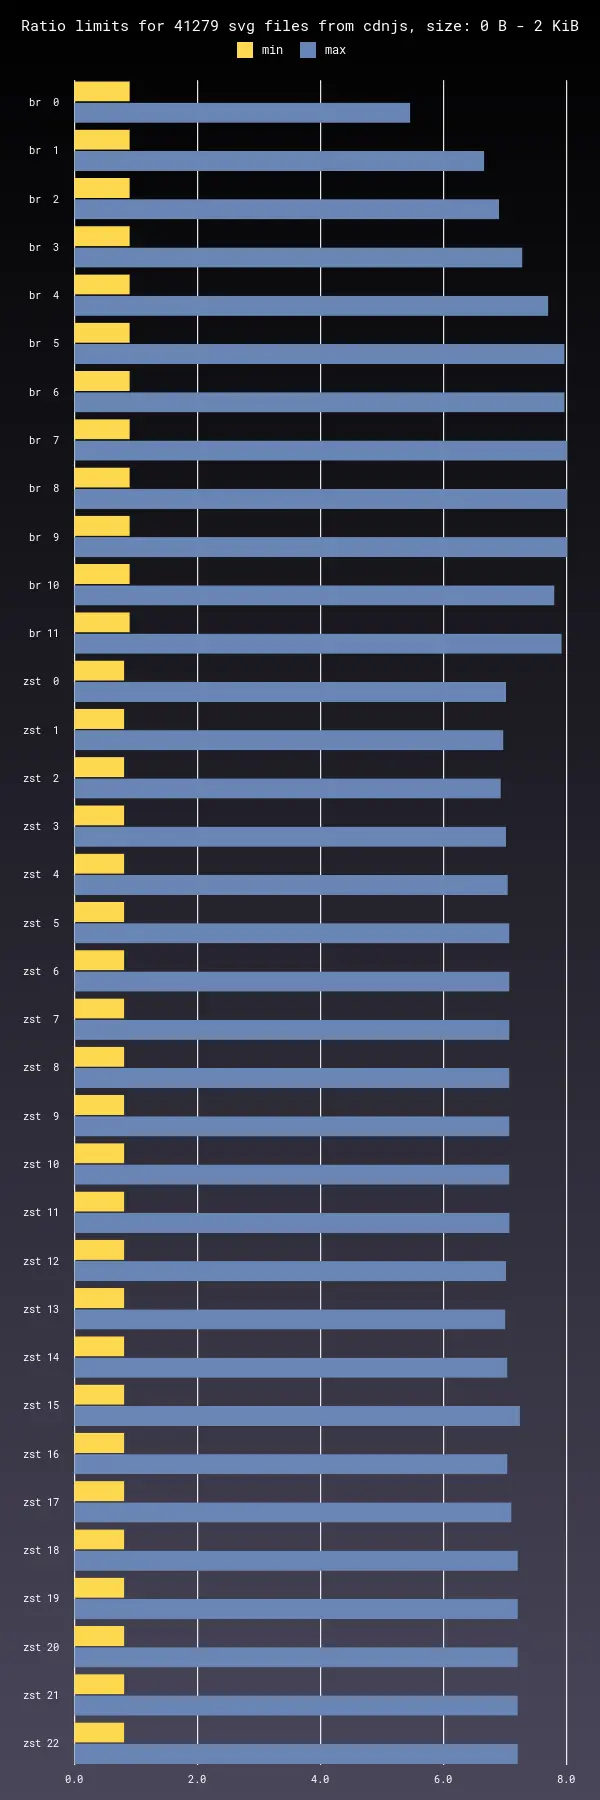 Ratio limits for 41279 svg files from cdnjs, size: 0 B - 2 KiB
min max
br  0
br  1
br  2
br  3
br  4
br  5
br  6
br  7
br  8
br  9
br 10
br 11
zst  0
zst  1
zst  2
zst  3
zst  4
zst  5
zst  6
zst  7
zst  8
zst  9
zst 10
zst 11
zst 12
zst 13
zst 14
zst 15
zst 16
zst 17
zst 18
zst 19
zst 20
zst 21
zst 22
0.0 2.0 4.0 6.0 8.0